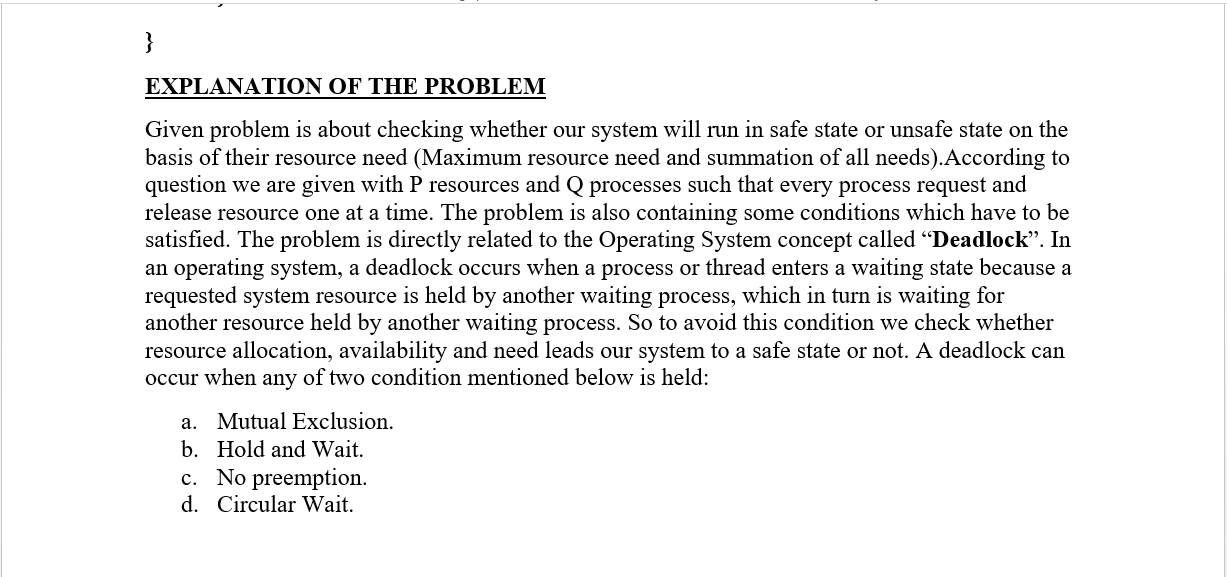 }
EXPLANATION OF THE PROBLEM
Given problem is about checking whether our system will run in safe state or unsafe state on the
basis of their resource need (Maximum resource need and summation of all needs).According to
question we are given with P resources and Q processes such that every process request and
release resource one at a time. The problem is also containing some conditions which have to be
satisfied. The problem is directly related to the Operating System concept called “Deadlock”. In
an operating system, a deadlock occurs when a process or thread enters a waiting state because a
requested system resource is held by another waiting process, which in turn is waiting for
another resource held by another waiting process. So to avoid this condition we check whether
resource allocation, availability and need leads our system to a safe state or not. A deadlock can
occur when any of two condition mentioned below is held:
a. Mutual Exclusion.
b. Hold and Wait.
c. No preemption.
d. Circular Wait.